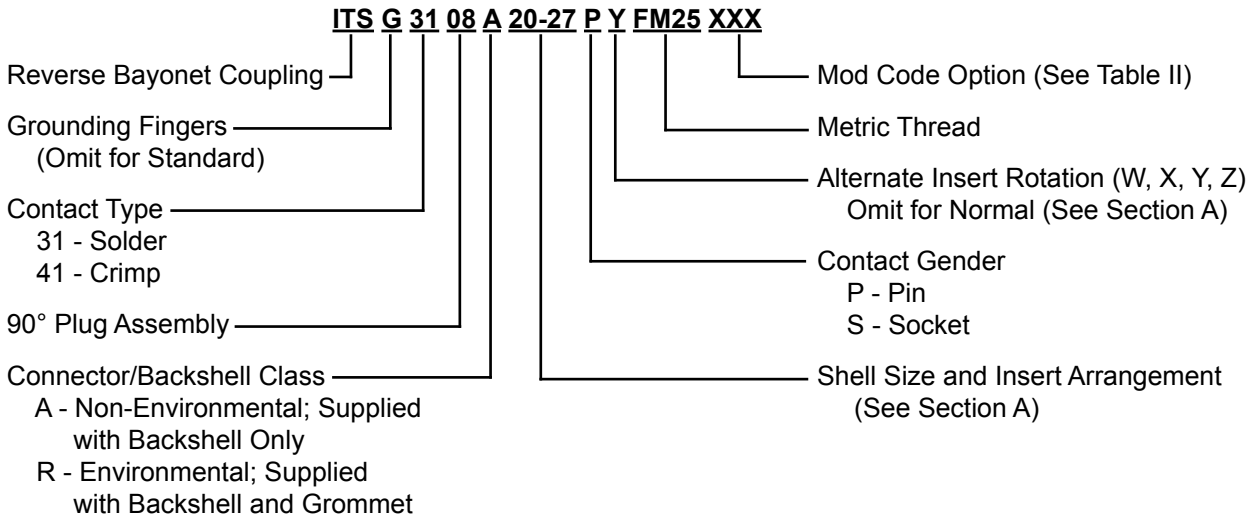 ITS G 31 08 A 20-27 P Y FM25 XXX
Reverse Bayonet Coupling
Grounding Fingers
(Omit for Standard)
Contact Type
31 - Solder
41 - Crimp
90° Plug Assembly
Connector/Backshell Class
A - Non-Environmental; Supplied
with Backshell Only
R - Environmental; Supplied
with Backshell and Grommet
Mod Code Option (See Table II)
Metric Thread
Alternate Insert Rotation (W, X, Y, Z)
Omit for Normal (See Section A)
Contact Gender
P - Pin
S - Socket
Shell Size and Insert Arrangement
(See Section A)